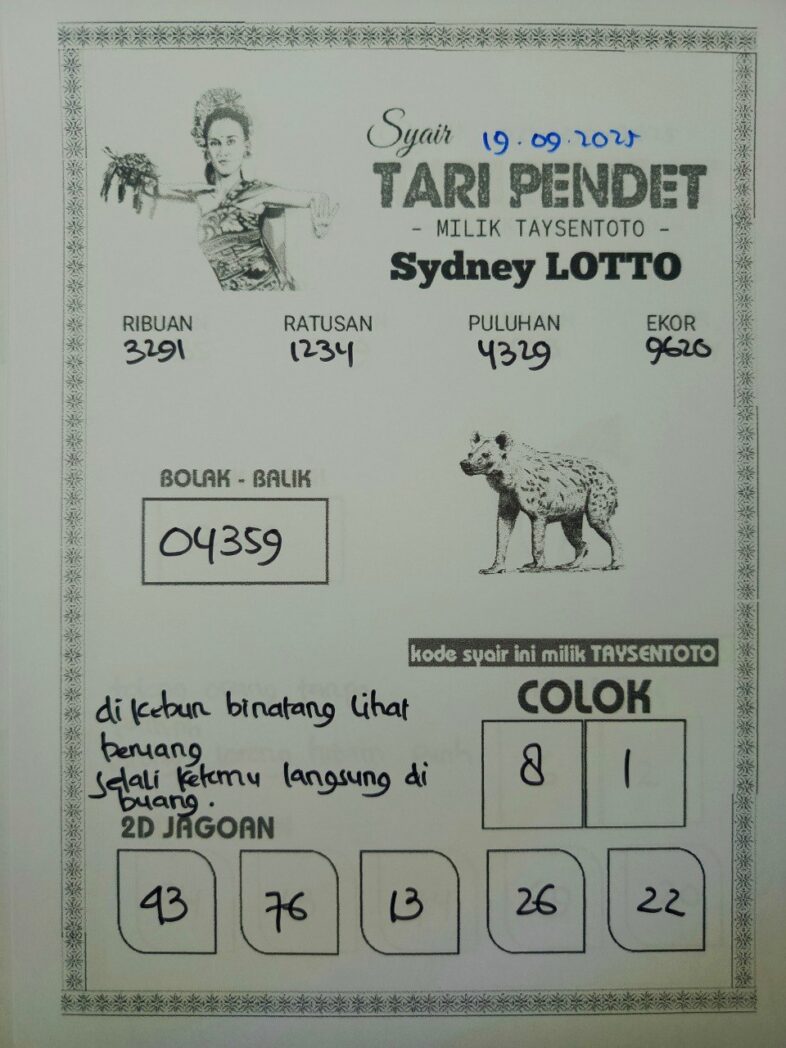 Syair 19.09.2025
TARI PENDET
- MILIK TAYSENTOTO -
Sydney LOTTO
RIBUAN RATUSAN PULUHAN EKOR
3291 1234 4329 9620
BOLAK - BALIK
04359
kode syair ini milik TAYSENTOTO
COLOK
8 1
di kebun binatang lihat
beruang
Sekali ketemu langsung di
buang.
2D JAGOAN
93 76 13 26 22